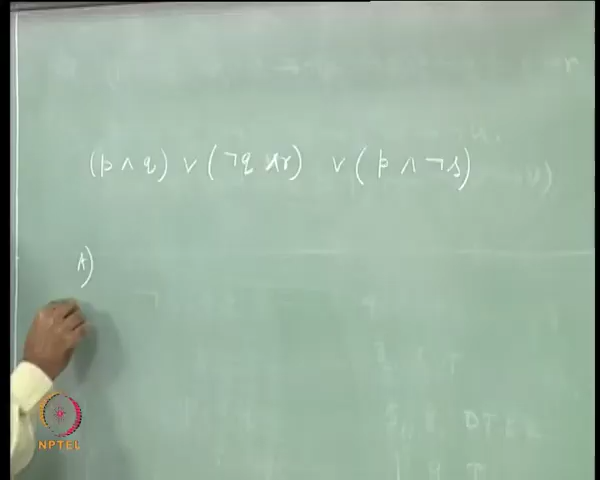 (p ∧ q) ∨ (¬q ∧ r) ∨ (p ∧ ¬s)
A)
NPTEL